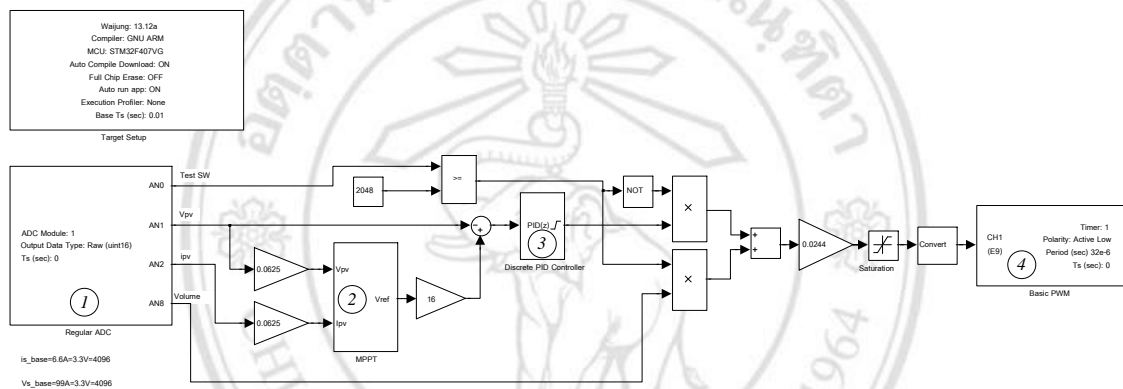 Waijung: 13.12a
Compiler: GNU ARM
MCU: STM32F407VG
Auto Compile Download: ON
Full Chip Erase: OFF
Auto run app: ON
Execution Profiler: None
Base Ts (sec): 0.01
Target Setup
ADC Module: 1
Output Data Type: Raw (uint16)
Ts (sec): 0
1
AN0
AN1
AN2
AN8
Regular ADC
Test SW
Vpv
ipv
Volume
2048
>=
0.0625
0.0625
Vpv
2
Vref
Ipv
MPPT
16
-
+
PID(z)
3
Discrete PID Controller
NOT
×
×
+
+
0.0244
Saturation
Convert
CH1
(E9)
Timer: 1
Polarity: Active Low
Period (sec) 32e-6
Ts (sec): 0
4
Basic PWM
is_base=6.6A=3.3V=4096
Vs_base=99A=3.3V=4096
1964